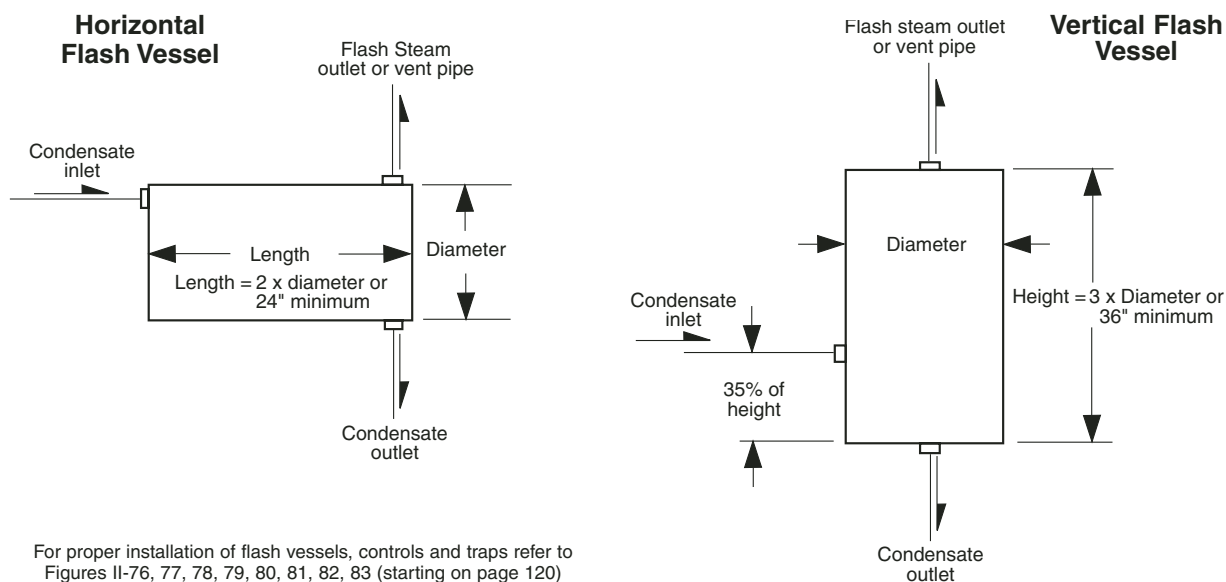 Horizontal
Flash Vessel
Flash Steam
outlet or vent pipe
Condensate
inlet
Length
Length = 2 x diameter or
24" minimum
Diameter
Condensate
outlet
For proper installation of flash vessels, controls and traps refer to
Figures II-76, 77, 78, 79, 80, 81, 82, 83 (starting on page 120)
Vertical Flash
Vessel
Flash steam outlet
or vent pipe
Diameter
Height = 3 x Diameter or
36" minimum
Condensate
inlet
35% of
height
Condensate
outlet